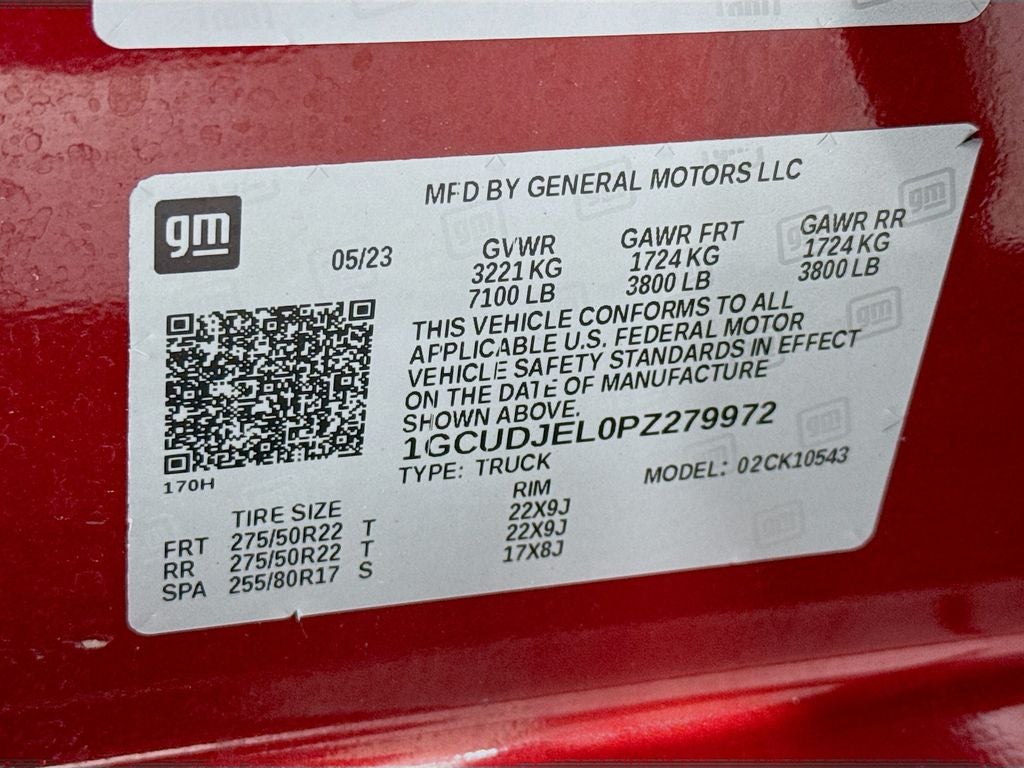 MFD BY GENERAL MOTORS LLC
gm
05/23
GVWR GAWR FRT GAWR RR
3221 KG 1724 KG 1724 KG
7100 LB 3800 LB 3800 LB
THIS VEHICLE CONFORMS TO ALL
APPLICABLE U.S. FEDERAL MOTOR
VEHICLE SAFETY STANDARDS IN EFFECT
ON THE DATE OF MANUFACTURE
SHOWN ABOVE.
1GCUDJEL0PZ279972
TYPE: TRUCK MODEL: 02CK10543
170H
TIRE SIZE RIM
FRT 275/50R22 T 22X9J
RR 275/50R22 T 22X9J
SPA 255/80R17 S 17X8J